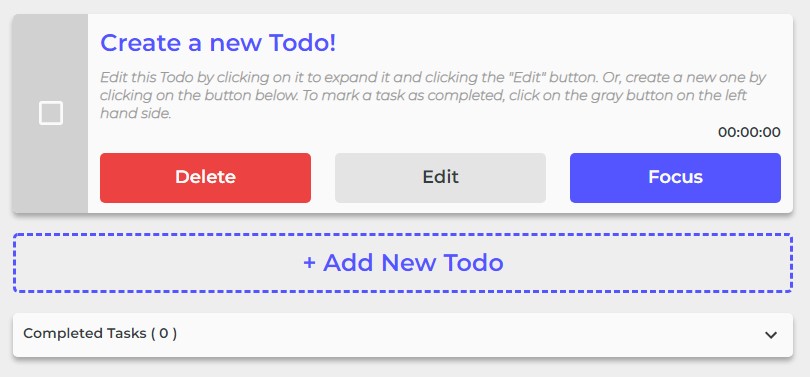 Create a new Todo!
Edit this Todo by clicking on it to expand it and clicking the "Edit" button. Or, create a new one by
clicking on the button below. To mark a task as completed, click on the gray button on the left
hand side.
00:00:00
Delete
Edit
Focus
+ Add New Todo
Completed Tasks ( 0 )